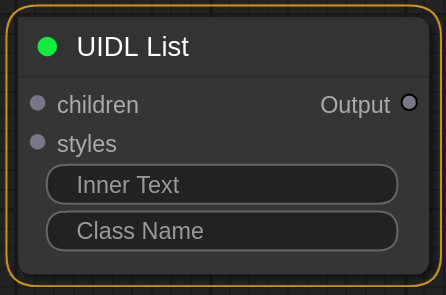 UIDL List
children Output
styles
Inner Text
Class Name